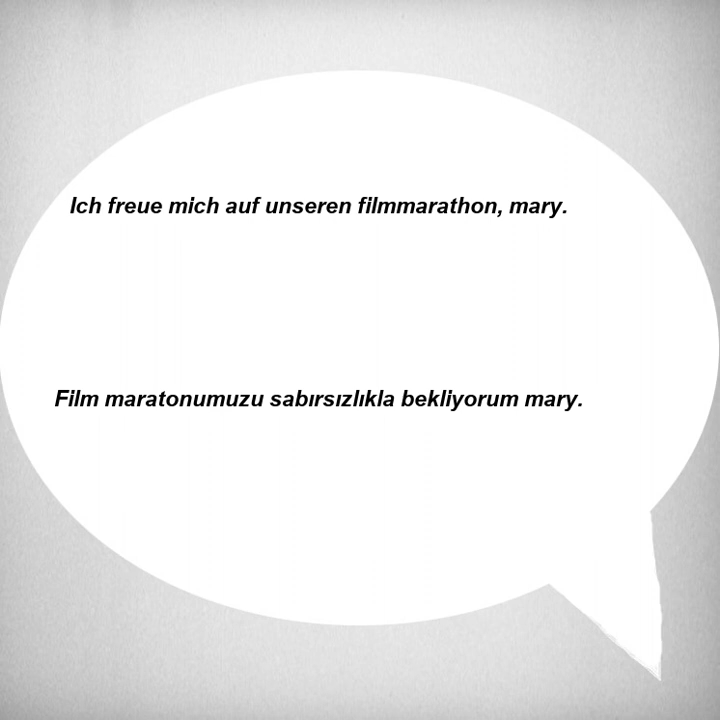 Ich freue mich auf unseren filmmarathon, mary.
Film maratonumuzu sabırsızlıkla bekliyorum mary.